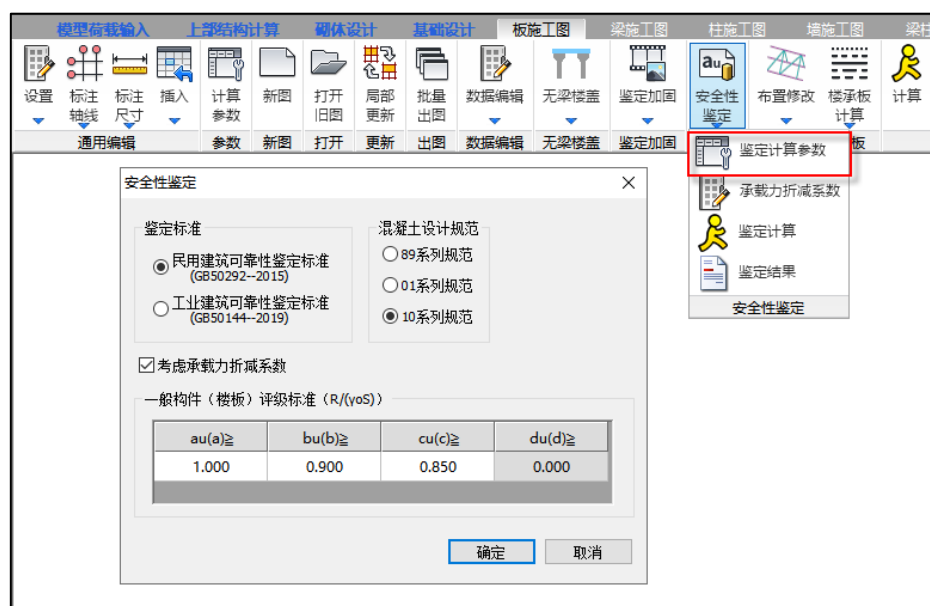 模型荷载输入 上部结构计算 砌体设计 基础设计 板施工图 梁施工图 柱施工图 墙施工图 梁柱
设置 标注轴线 标注尺寸 插入 计算参数 新图 打开旧图 局部更新 批量出图 数据编辑 无梁楼盖 鉴定加固 安全性鉴定 布置修改 楼承板计算 计算
通用编辑 参数 新图 打开 更新 出图 数据编辑 无梁楼盖 鉴定加固 板
鉴定计算参数
承载力折减系数
鉴定计算
鉴定结果
安全性鉴定
安全性鉴定
鉴定标准
民用建筑可靠性鉴定标准
(GB50292--2015)
工业建筑可靠性鉴定标准
(GB50144--2019)
混凝土设计规范
89系列规范
01系列规范
10系列规范
考虑承载力折减系数
一般构件（楼板）评级标准（R/(γoS)）
au(a)≧ bu(b)≧ cu(c)≧ du(d)≧
1.000 0.900 0.850 0.000
确定 取消